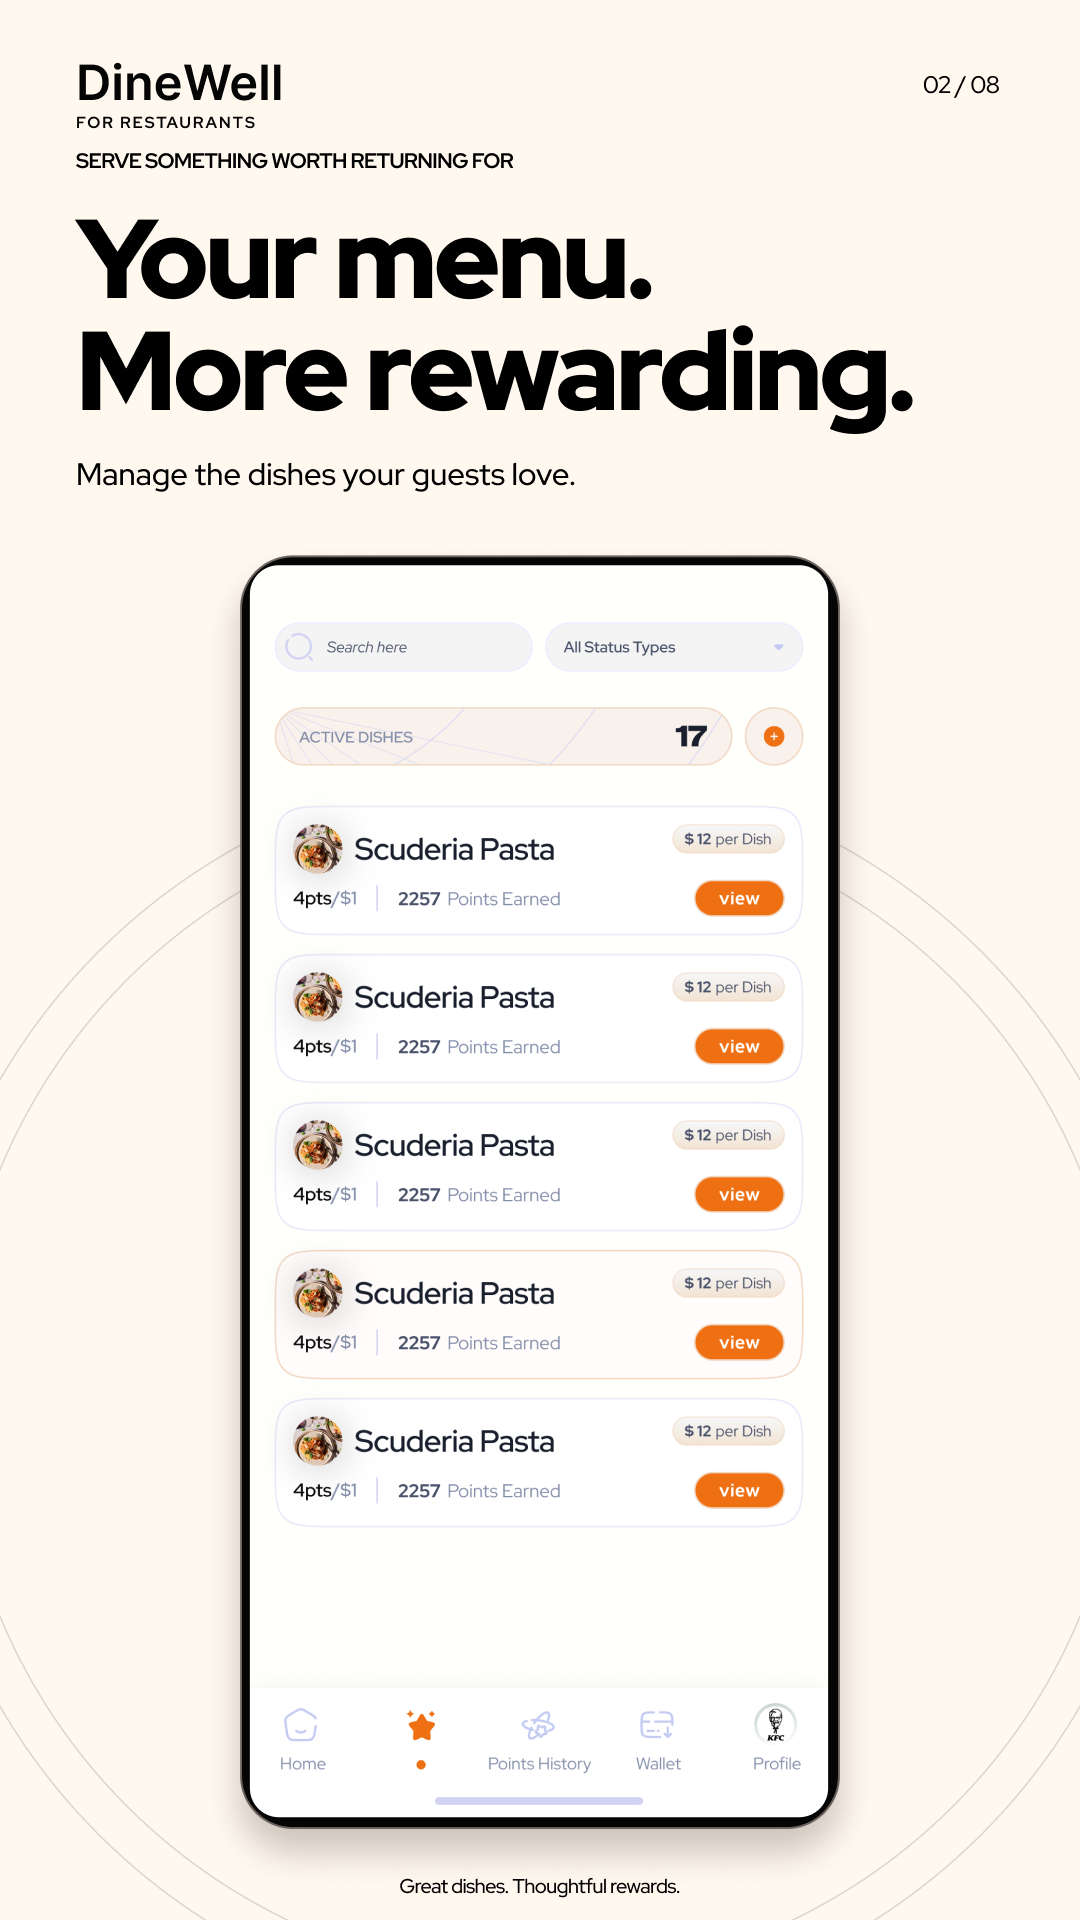 DineWell
FOR RESTAURANTS
02 / 08
SERVE SOMETHING WORTH RETURNING FOR
Your menu.
More rewarding.
Manage the dishes your guests love.
Search here
All Status Types
ACTIVE DISHES
17
Scuderia Pasta
$ 12 per Dish
4pts/$1
2257 Points Earned
view
Scuderia Pasta
$ 12 per Dish
4pts/$1
2257 Points Earned
view
Scuderia Pasta
$ 12 per Dish
4pts/$1
2257 Points Earned
view
Scuderia Pasta
$ 12 per Dish
4pts/$1
2257 Points Earned
view
Scuderia Pasta
$ 12 per Dish
4pts/$1
2257 Points Earned
view
KFC
Home
Points History
Wallet
Profile
Great dishes. Thoughtful rewards.